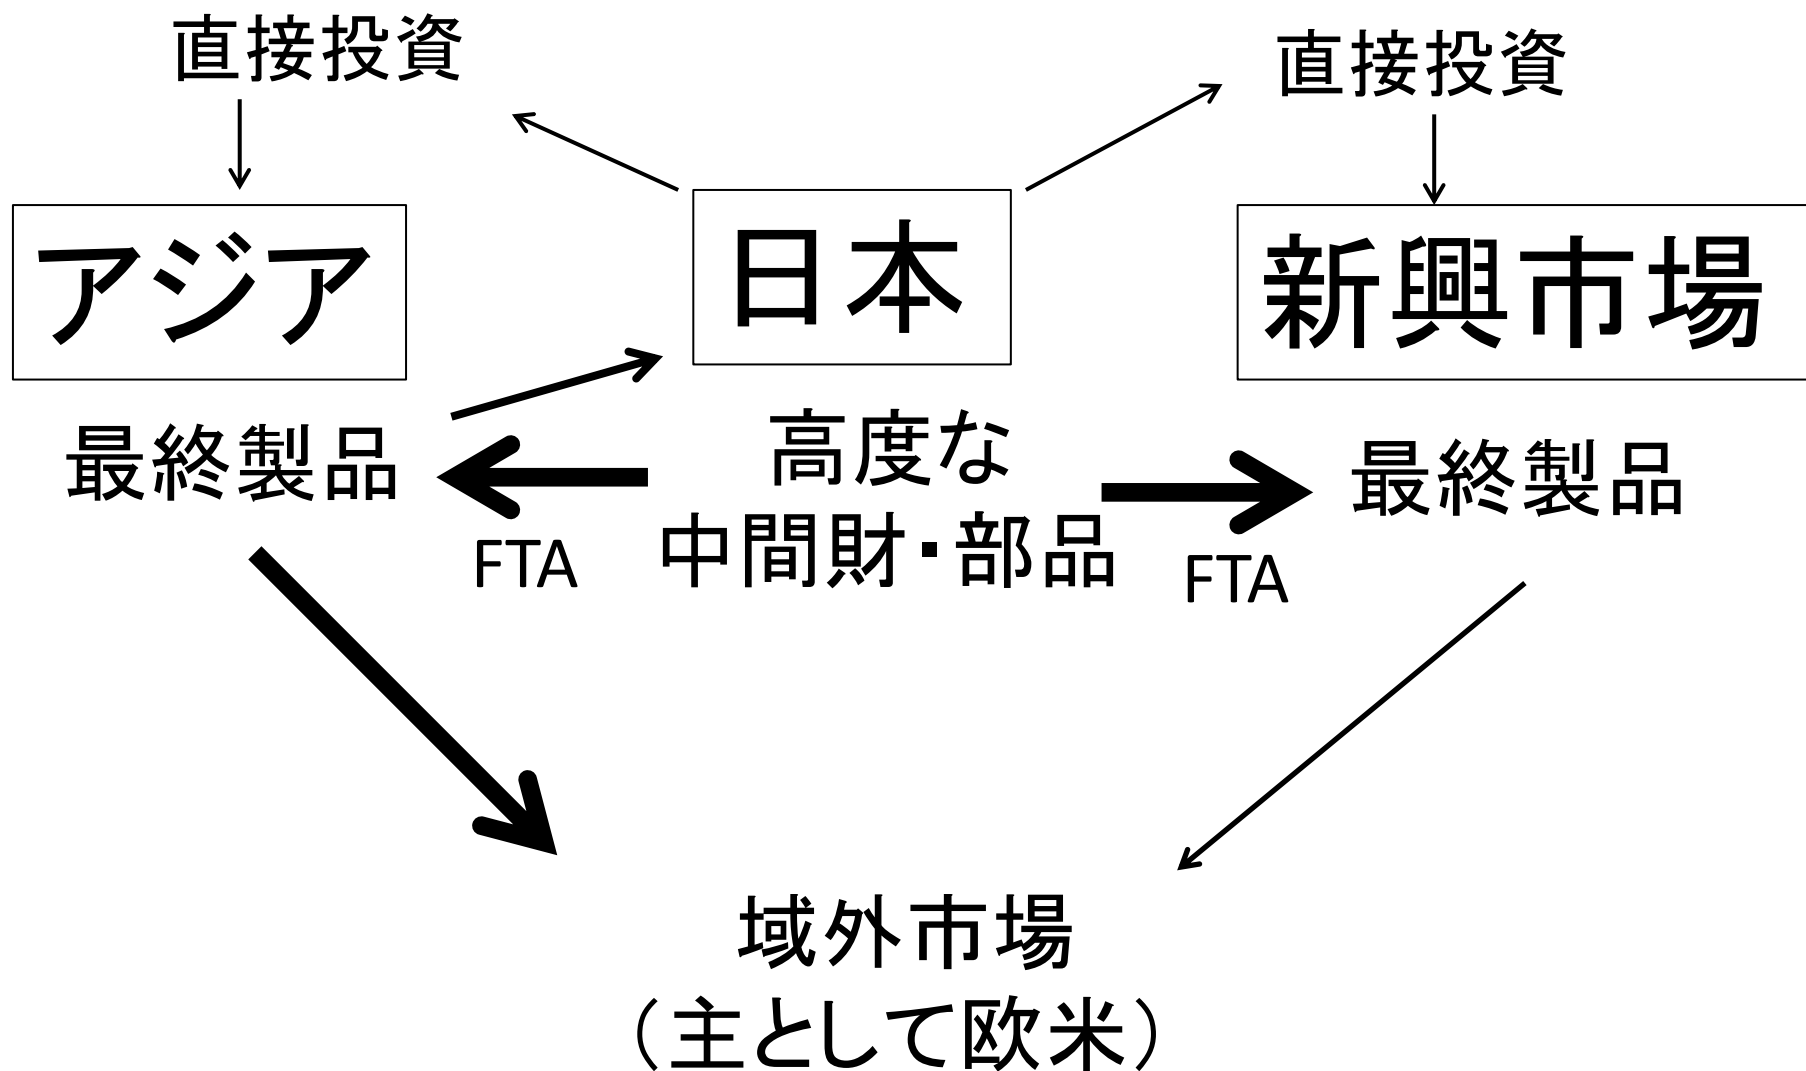 直接投資
直接投資
アジア
日本
新興市場
最終製品
高度な
中間財・部品
最終製品
FTA
FTA
域外市場
（主として欧米）